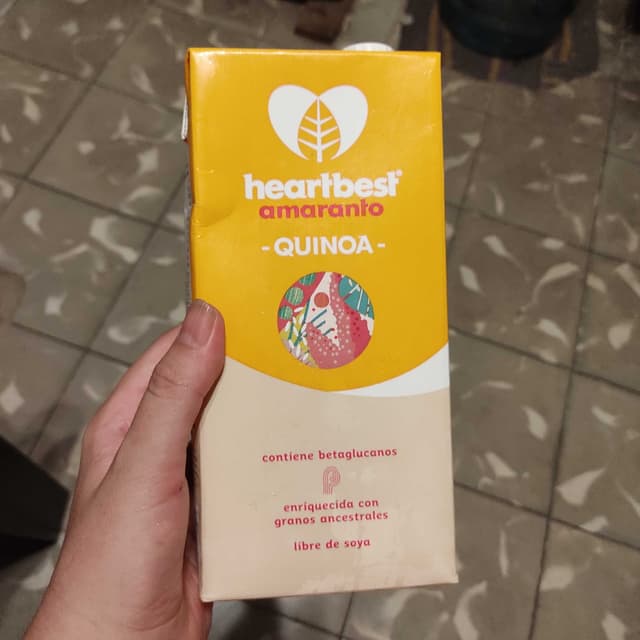 heartbest®
amaranto
- QUINOA -
contiene betaglucanos
enriquecida con
granos ancestrales
libre de soya